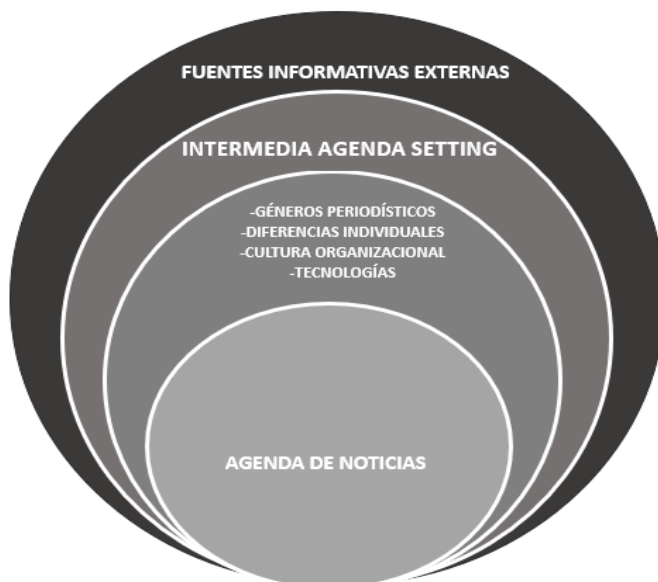 FUENTES INFORMATIVAS EXTERNAS
INTERMEDIA AGENDA SETTING
-GÉNEROS PERIODÍSTICOS
-DIFERENCIAS INDIVIDUALES
-CULTURA ORGANIZACIONAL
-TECNOLOGÍAS
AGENDA DE NOTICIAS